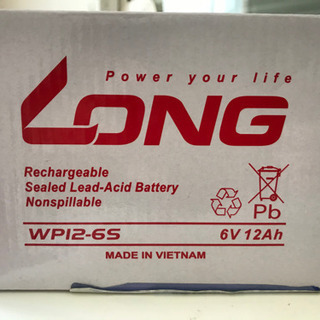 Power your life
LONG
Rechargeable
Sealed Lead-Acid Battery
Nonspillable
Pb
WP12-6S 6V 12Ah
MADE IN VIETNAM